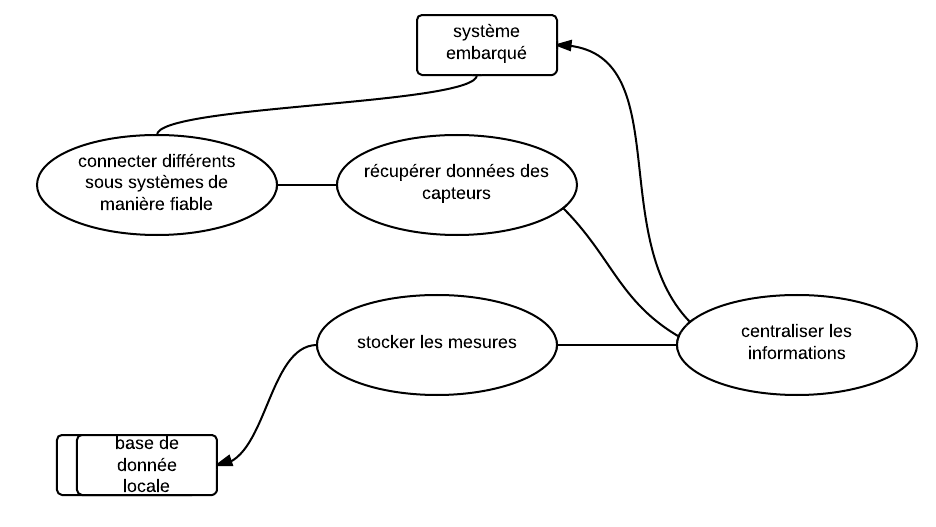 système
embarqué
connecter différents
sous systèmes de
manière fiable
récupérer données des
capteurs
stocker les mesures
centraliser les
informations
base de
donnée
locale